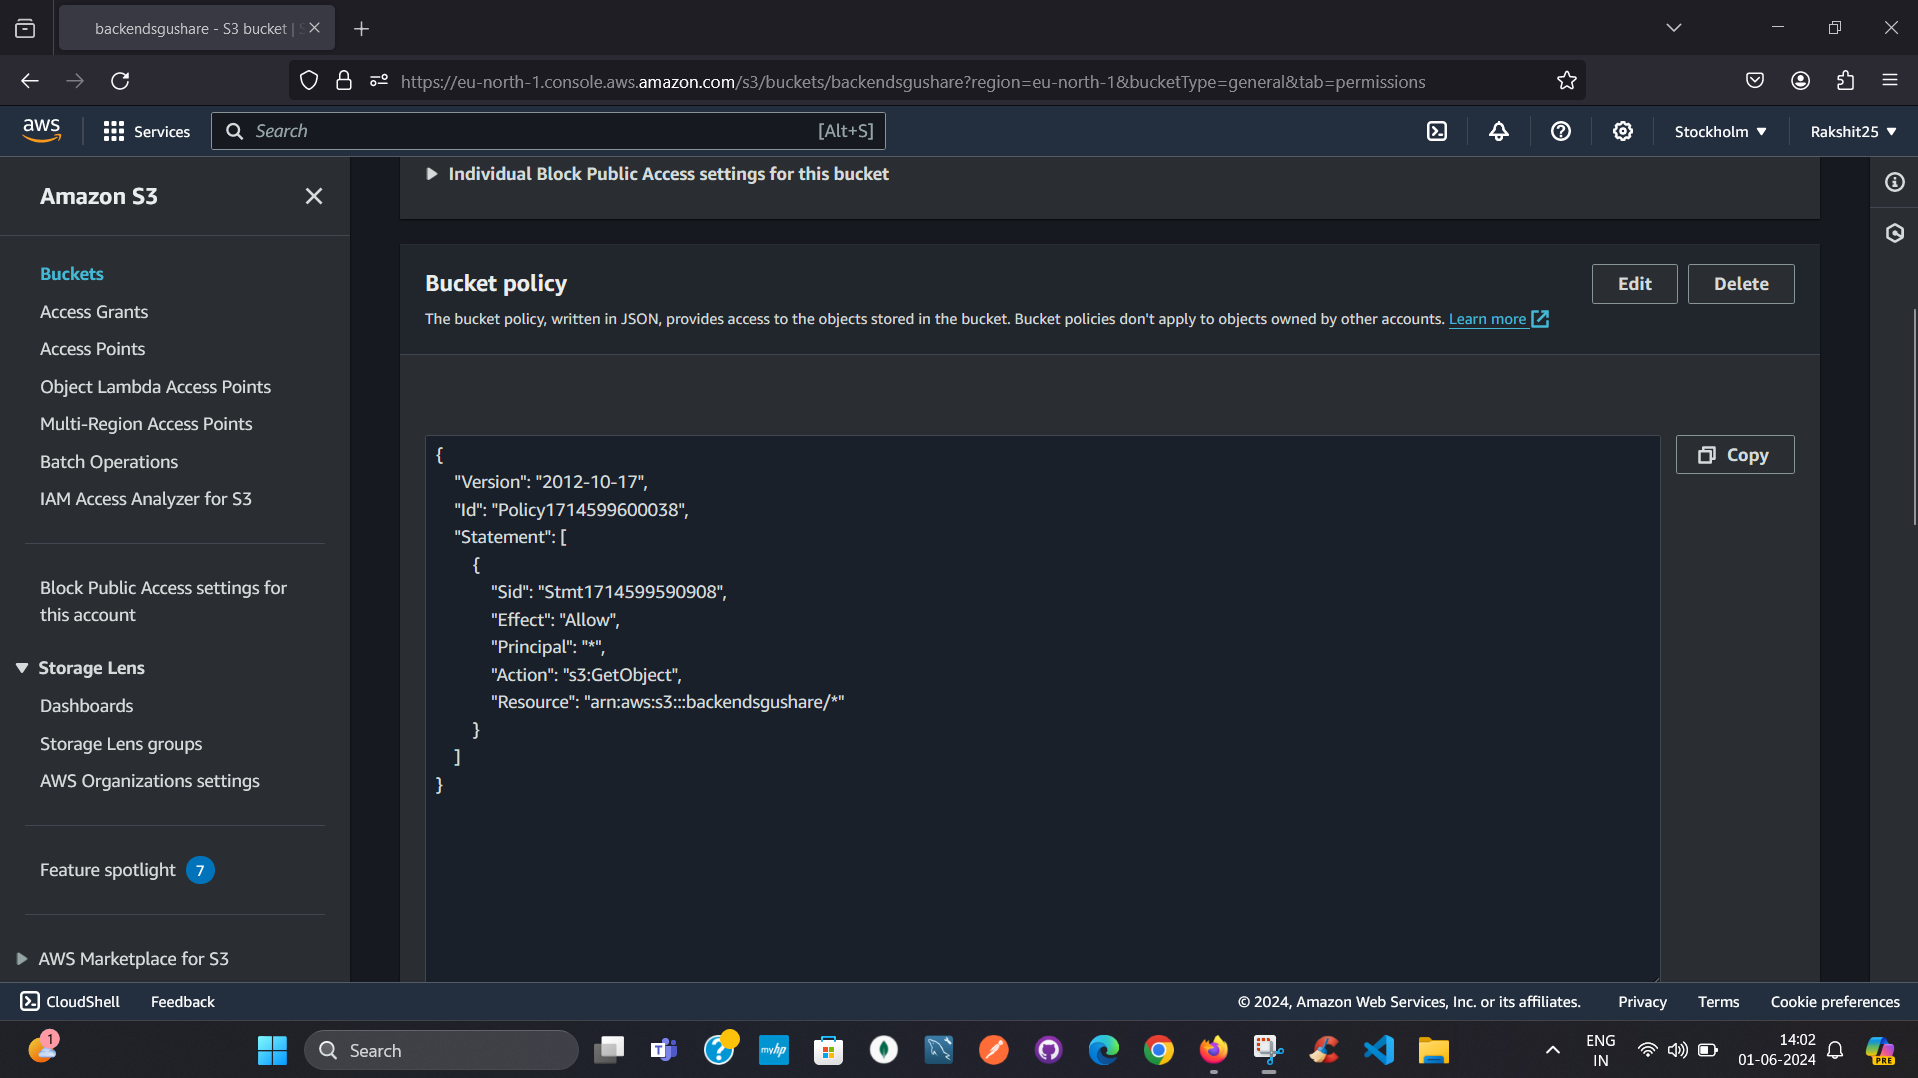 backendsgushare - S3 bucket |
https://eu-north-1.console.aws.amazon.com/s3/buckets/backendsgushare?region=eu-north-1&bucketType=general&tab=permissions
aws
Services
Search
[Alt+S]
Stockholm
Rakshit25
Amazon S3
Buckets
Access Grants
Access Points
Object Lambda Access Points
Multi-Region Access Points
Batch Operations
IAM Access Analyzer for S3
Block Public Access settings for
this account
Storage Lens
Dashboards
Storage Lens groups
AWS Organizations settings
Feature spotlight 7
AWS Marketplace for S3
Individual Block Public Access settings for this bucket
Bucket policy
Edit
Delete
The bucket policy, written in JSON, provides access to the objects stored in the bucket. Bucket policies don't apply to objects owned by other accounts. Learn more
Copy
{
"Version": "2012-10-17",
"Id": "Policy1714599600038",
"Statement": [
{
"Sid": "Stmt1714599590908",
"Effect": "Allow",
"Principal": "*",
"Action": "s3:GetObject",
"Resource": "arn:aws:s3:::backendsgushare/*"
}
]
}
CloudShell
Feedback
© 2024, Amazon Web Services, Inc. or its affiliates.
Privacy
Terms
Cookie preferences
1
Search
myhp
ENG
IN
14:02
01-06-2024
PRE